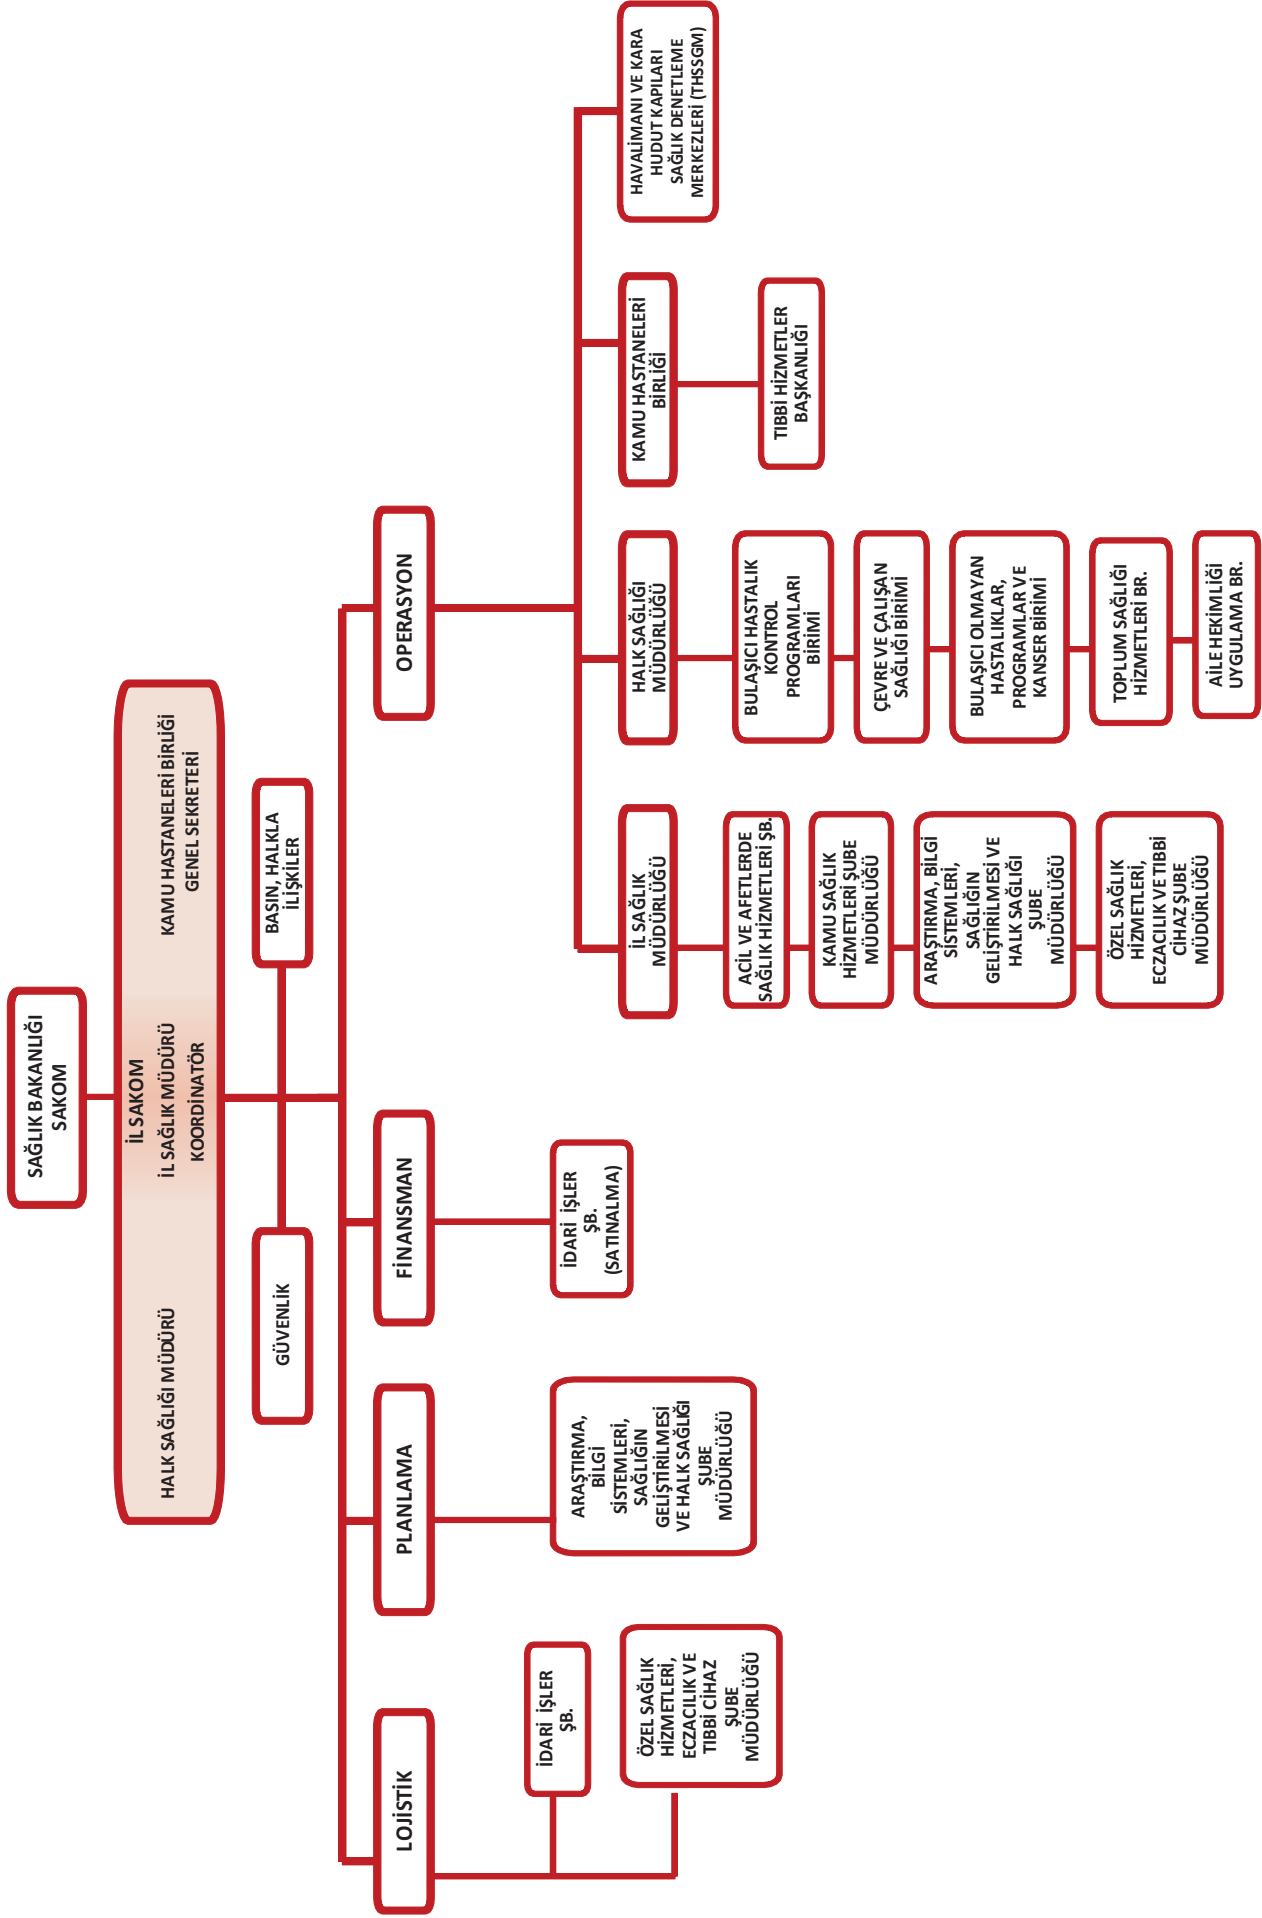 SAĞLIK BAKANLIĞI
SAKOM
İL SAKOM
HALK SAĞLIĞI MÜDÜRÜ
İL SAĞLIK MÜDÜRÜ
KOORDİNATÖR
KAMU HASTANELERİ BİRLİĞİ
GENEL SEKRETERİ
GÜVENLİK
BASIN, HALKLA
İLİŞKİLER
LOJİSTİK
PLANLAMA
FİNANSMAN
OPERASYON
İDARİ İŞLER
ŞB.
ÖZEL SAĞLIK
HİZMETLERİ,
ECZACILIK VE
TIBBİ CİHAZ
ŞUBE
MÜDÜRLÜĞÜ
ARAŞTIRMA,
BİLGİ
SİSTEMLERİ,
SAĞLIĞIN
GELİŞTİRİLMESİ
VE HALK SAĞLIĞI
ŞUBE
MÜDÜRLÜĞÜ
İDARİ İŞLER
ŞB.
(SATINALMA)
İL SAĞLIK
MÜDÜRLÜĞÜ
ACİL VE AFETLERDE
SAĞLIK HİZMETLERİ ŞB.
KAMU SAĞLIK
HİZMETLERİ ŞUBE
MÜDÜRLÜĞÜ
ARAŞTIRMA, BİLGİ
SİSTEMLERİ,
SAĞLIĞIN
GELİŞTİRİLMESİ VE
HALK SAĞLIĞI
ŞUBE
MÜDÜRLÜĞÜ
ÖZEL SAĞLIK
HİZMETLERİ,
ECZACILIK VE TIBBİ
CİHAZ ŞUBE
MÜDÜRLÜĞÜ
HALK SAĞLIĞI
MÜDÜRLÜĞÜ
BULAŞICI HASTALIK
KONTROL
PROGRAMLARI
BİRİMİ
ÇEVRE VE ÇALIŞAN
SAĞLIĞI BİRİMİ
BULAŞICI OLMAYAN
HASTALIKLAR,
PROGRAMLAR VE
KANSER BİRİMİ
TOPLUM SAĞLIĞI
HİZMETLERİ BR.
AİLE HEKİMLİĞİ
UYGULAMA BR.
KAMU HASTANELERİ
BİRLİĞİ
TIBBİ HİZMETLER
BAŞKANLIĞI
HAVALİMANI VE KARA
HUDUT KAPILARI
SAĞLIK DENETLEME
MERKEZLERİ (THSSGM)